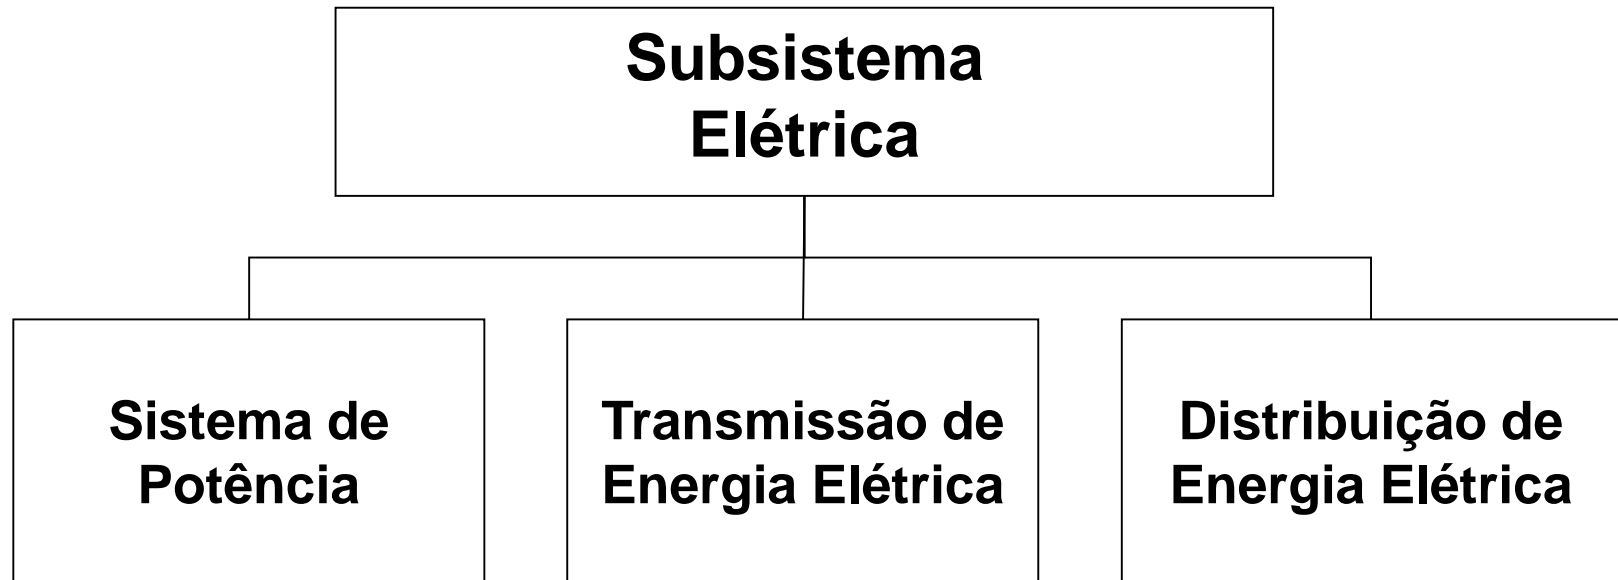 Subsistema
Elétrica
Sistema de
Potência
Transmissão de
Energia Elétrica
Distribuição de
Energia Elétrica